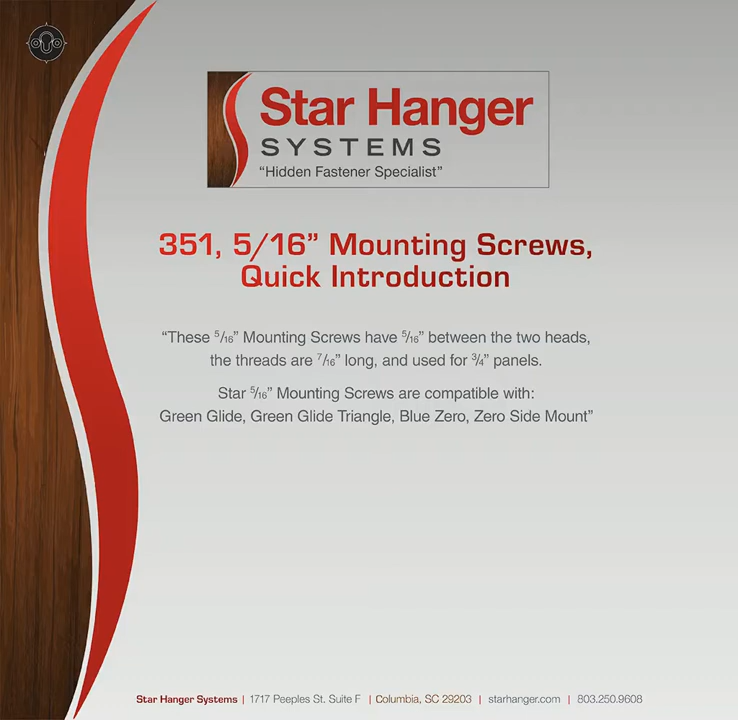 Star Hanger
SYSTEMS
“Hidden Fastener Specialist”
351, 5/16” Mounting Screws,
Quick Introduction
“These 5/16” Mounting Screws have 5/16” between the two heads,
the threads are 7/16” long, and used for 3/4” panels.
Star 5/16” Mounting Screws are compatible with:
Green Glide, Green Glide Triangle, Blue Zero, Zero Side Mount”
Star Hanger Systems | 1717 Peeples St. Suite F | Columbia, SC 29203 | starhanger.com | 803.250.9608